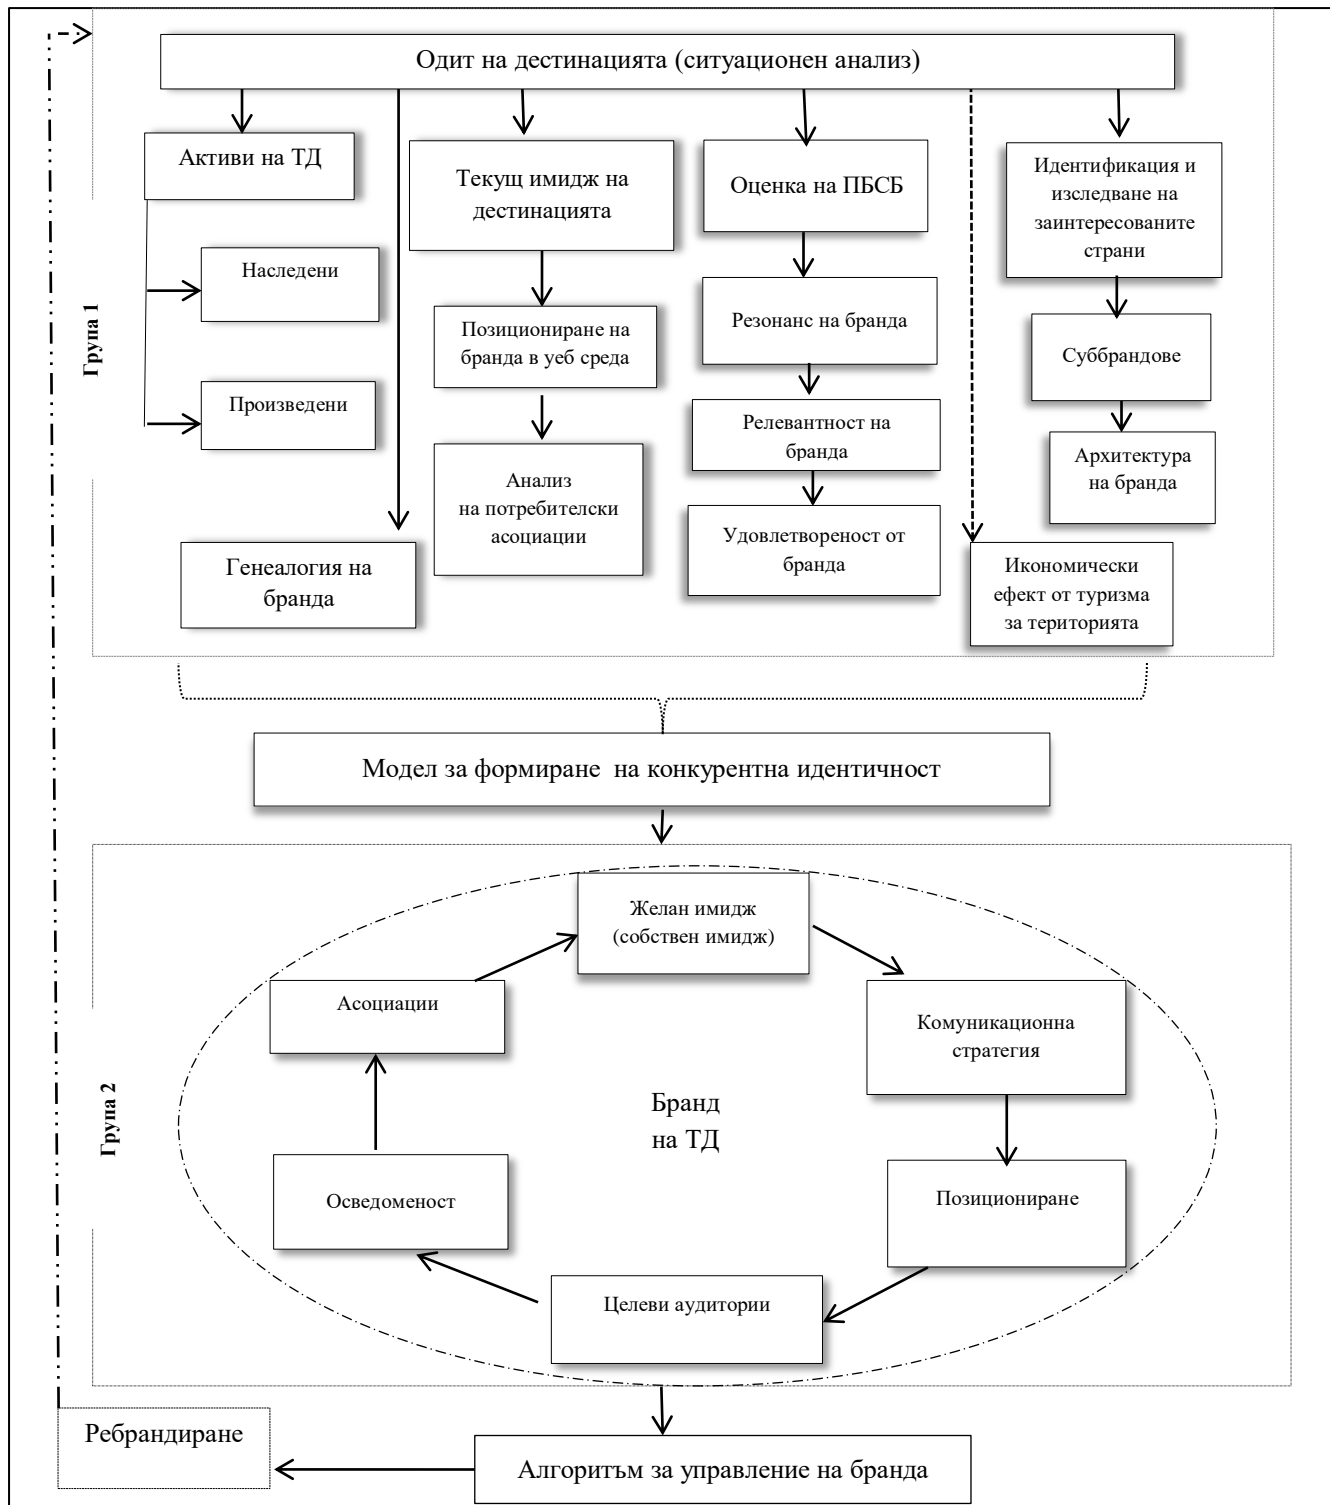 Одит на дестинацията (ситуационен анализ)
Група 1
Активи на ТД
Наследени
Произведени
Генеалогия на
бранда
Текущ имидж на
дестинацията
Позициониране на
бранда в уеб среда
Анализ
на потребителски
асоциации
Оценка на ПБСБ
Резонанс на бранда
Релевантност на
бранда
Удовлетвореност от
бранда
Идентификация и
изследване на
заинтересованите
страни
Суббрандове
Архитектура
на бранда
Икономически
ефект от туризма
за територията
Модел за формиране на конкурентна идентичност
Група 2
Желан имидж
(собствен имидж)
Комуникационна
стратегия
Позициониране
Целеви аудитории
Осведоменост
Асоциации
Бранд
на ТД
Ребрандиране
Алгоритъм за управление на бранда